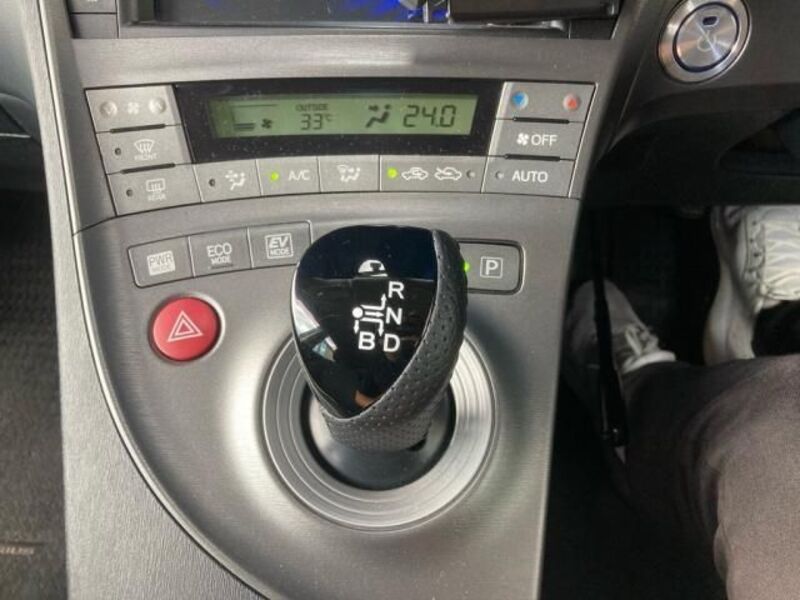 OUTSIDE
33°C 24.0
OFF
FRONT
A/C
AUTO
REAR
PWR MODE
ECO MODE
EV MODE
P
R
N
B D